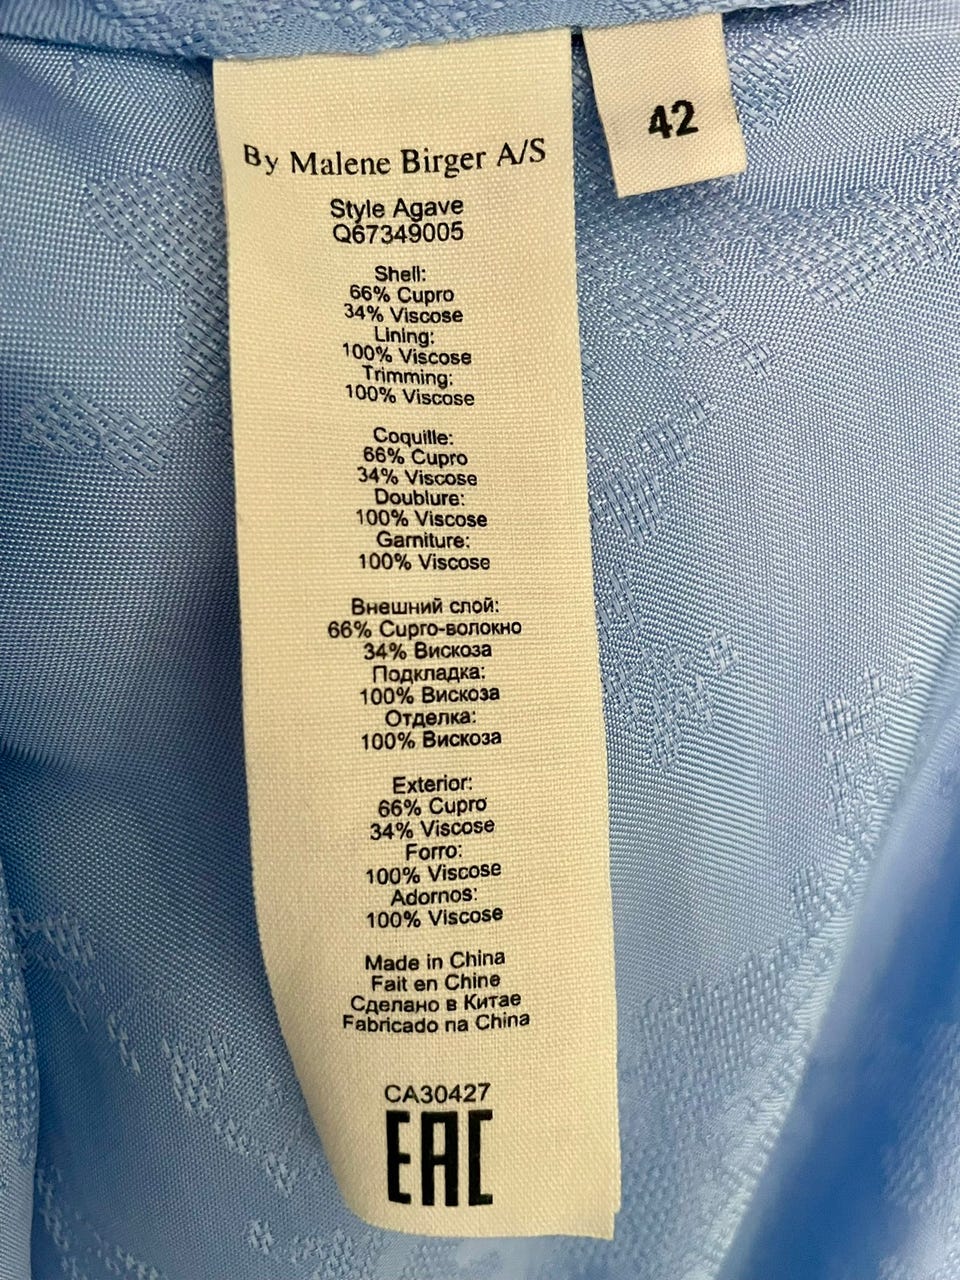 By Malene Birger A/S
42
Style Agave
Q67349005
Shell:
66% Cupro
34% Viscose
Lining:
100% Viscose
Trimming:
100% Viscose
Coquille:
66% Cupro
34% Viscose
Doublure:
100% Viscose
Garniture:
100% Viscose
Внешний слой:
66% Cupro-волокно
34% Вискоза
Подкладка:
100% Вискоза
Отделка:
100% Вискоза
Exterior:
66% Cupro
34% Viscose
Forro:
100% Viscose
Adornos:
100% Viscose
Made in China
Fait en Chine
Сделано в Китае
Fabricado na China
CA30427
EAC